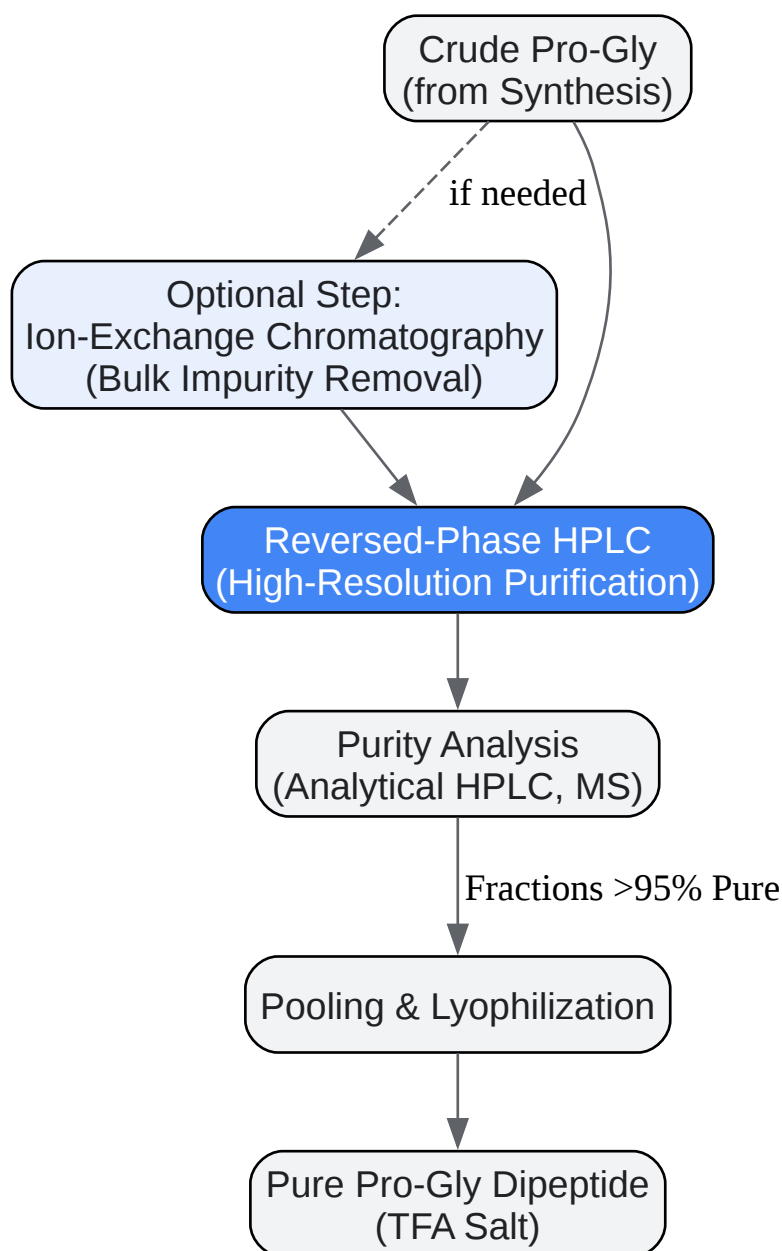 Crude Pro-Gly
(from Synthesis)
if needed
Optional Step:
Ion-Exchange Chromatography
(Bulk Impurity Removal)
Reversed-Phase HPLC
(High-Resolution Purification)
Purity Analysis
(Analytical HPLC, MS)
Fractions >95% Pure
Pooling & Lyophilization
Pure Pro-Gly Dipeptide
(TFA Salt)